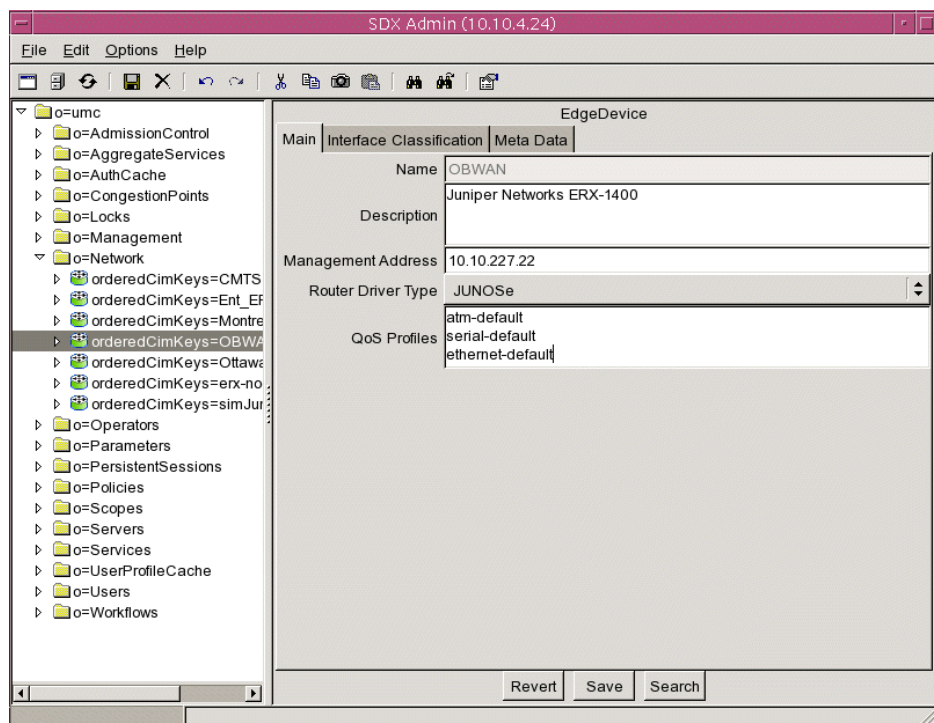 SDX Admin (10.10.4.24)
File Edit Options Help
o=umc
o=AdmissionControl
o=AggregateServices
o=AuthCache
o=CongestionPoints
o=Locks
o=Management
o=Network
orderedCimKeys=CMTS
orderedCimKeys=Ent_EF
orderedCimKeys=Montre
orderedCimKeys=OBWA
orderedCimKeys=Ottawa
orderedCimKeys=erx-no
orderedCimKeys=simJur
o=Operators
o=Parameters
o=PersistentSessions
o=Policies
o=Scopes
o=Servers
o=Services
o=UserProfileCache
o=Users
o=Workflows
EdgeDevice
Main Interface Classification Meta Data
Name OBWAN
Description Juniper Networks ERX-1400
Management Address 10.10.227.22
Router Driver Type JUNOSe
QoS Profiles atm-default
serial-default
ethernet-default
Revert Save Search